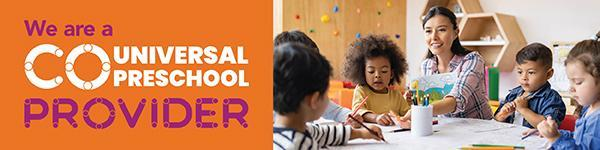 We are a
CO UNIVERSAL
PRESCHOOL
PROVIDER